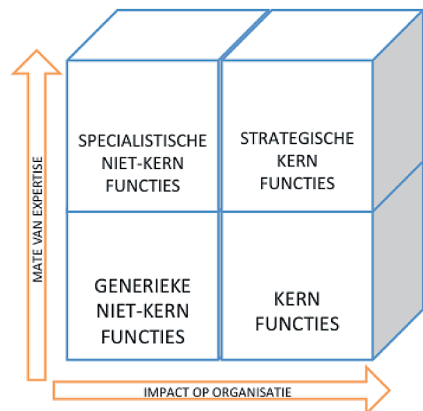 MATE VAN EXPERTISE
SPECIALISTISCHE
NIET-KERN
FUNCTIES
STRATEGISCHE
KERN
FUNCTIES
GENERIEKE
NIET-KERN
FUNCTIES
KERN
FUNCTIES
IMPACT OP ORGANISATIE